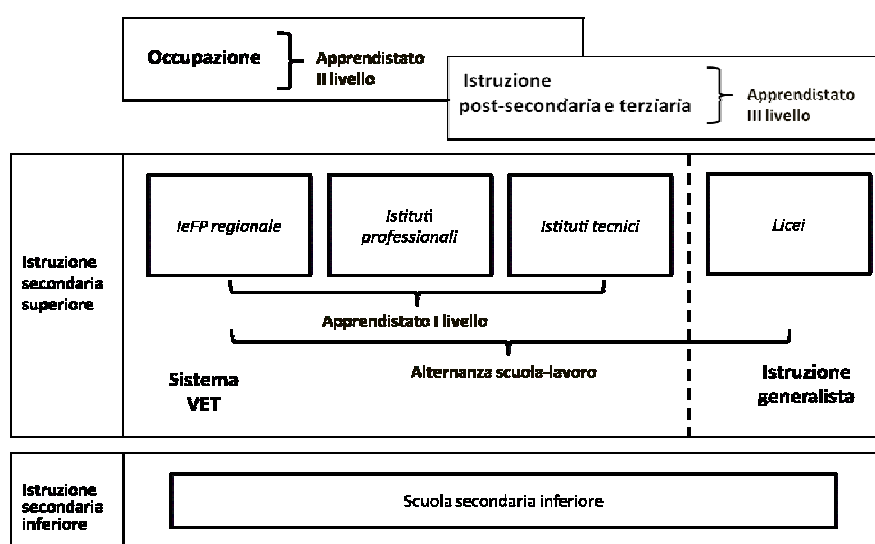 Occupazione
Apprendistato
II livello
Istruzione
post-secondaria e terziaria
Apprendistato
III livello
Istruzione
secondaria
superiore
IeFP regionale
Istituti
professionali
Istituti tecnici
Licei
Apprendistato I livello
Alternanza scuola-lavoro
Sistema
VET
Istruzione
generalista
Istruzione
secondaria
inferiore
Scuola secondaria inferiore